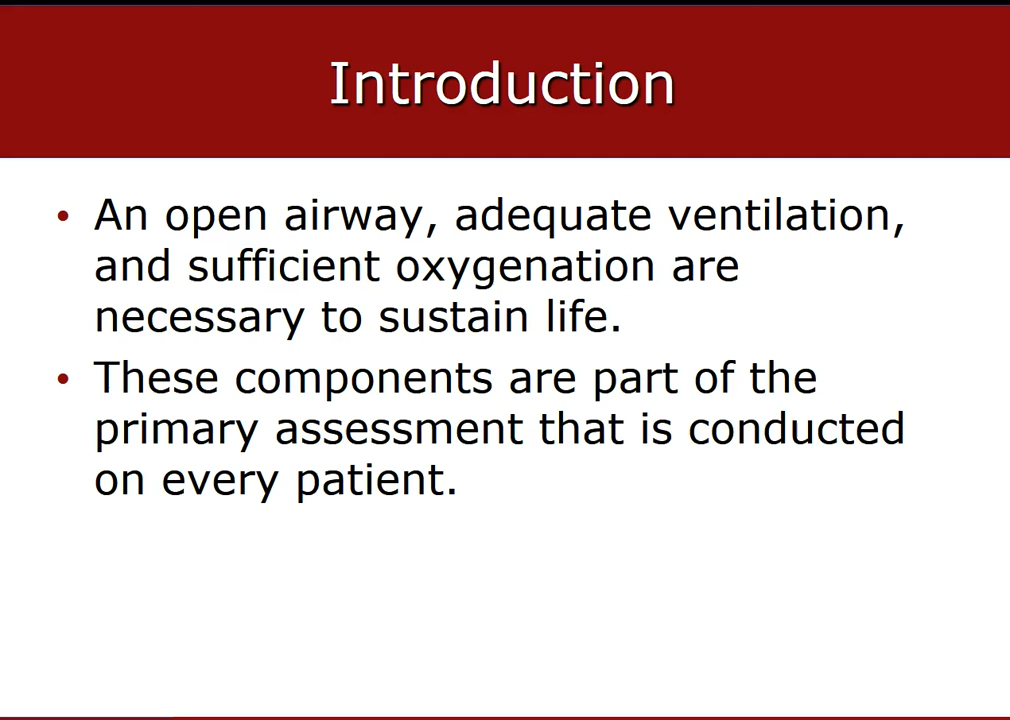 Introduction
• An open airway, adequate ventilation,
and sufficient oxygenation are
necessary to sustain life.
• These components are part of the
primary assessment that is conducted
on every patient.